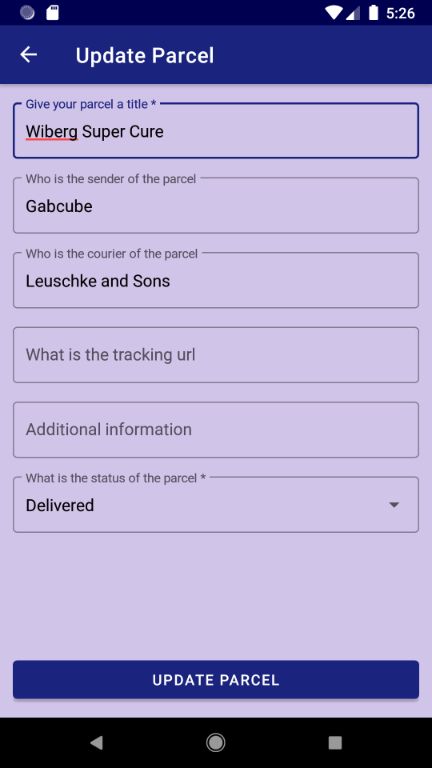 5:26
Update Parcel
Give your parcel a title *
Wiberg Super Cure
Who is the sender of the parcel
Gabcube
Who is the courier of the parcel
Leuschke and Sons
What is the tracking url
Additional information
What is the status of the parcel *
Delivered
UPDATE PARCEL